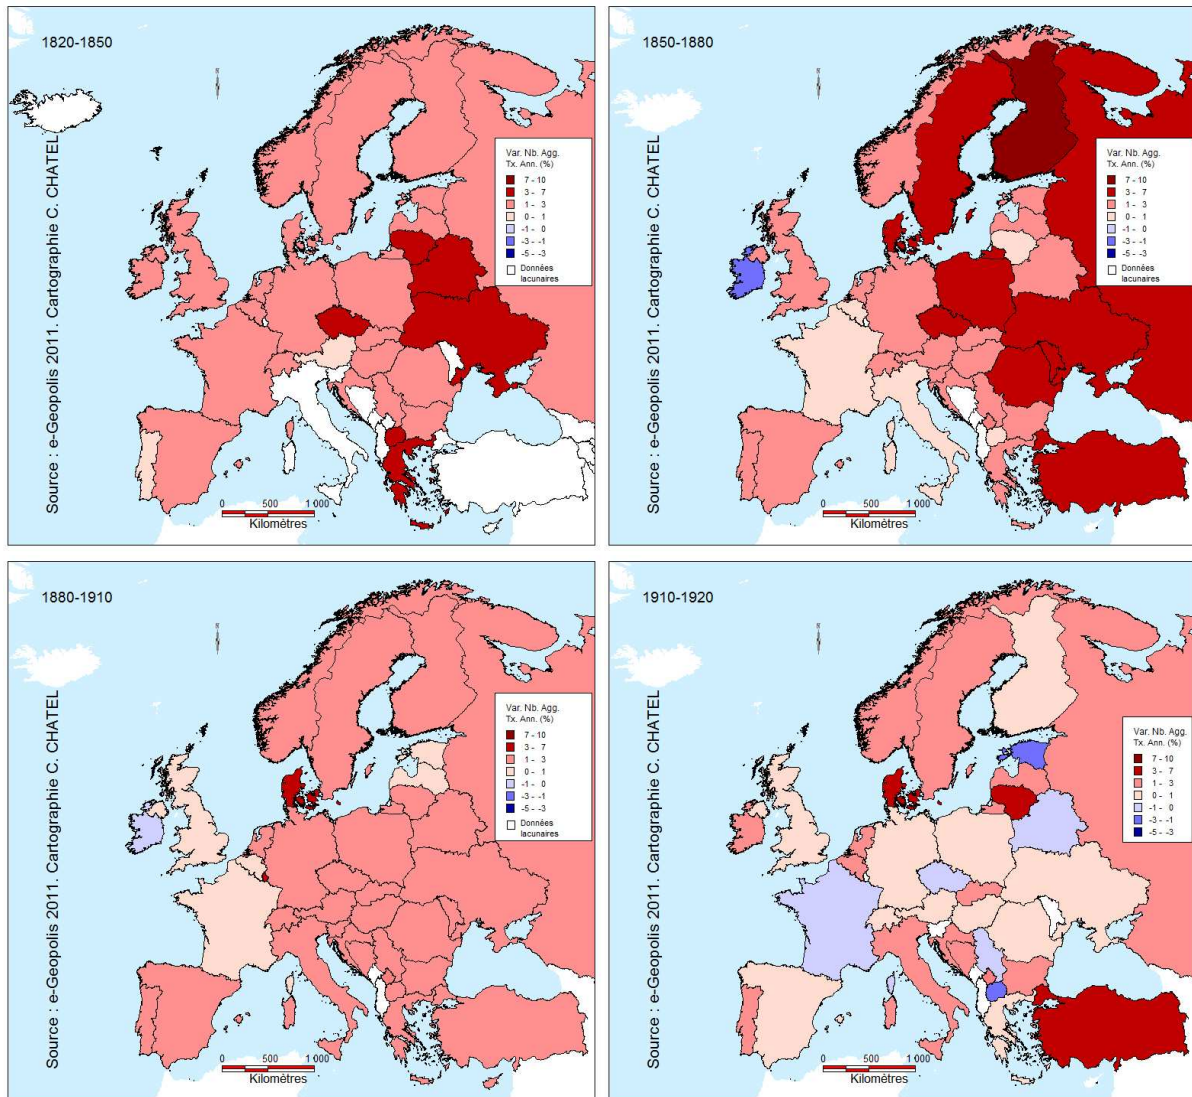 1820-1850
N
Source : e-Geopolis 2011. Cartographie C. CHATEL
Var. Nb. Agg.
Tx. Ann. (%)
7 - 10
3 - 7
1 - 3
0 - 1
-1 - 0
-3 - -1
-5 - -3
Données
lacunaires
0 500 1 000
Kilomètres
1850-1880
N
Source : e-Geopolis 2011. Cartographie C. CHATEL
Var. Nb. Agg.
Tx. Ann. (%)
7 - 10
3 - 7
1 - 3
0 - 1
-1 - 0
-3 - -1
-5 - -3
Données
lacunaires
0 500 1 000
Kilomètres
1880-1910
N
Source : e-Geopolis 2011. Cartographie C. CHATEL
Var. Nb. Agg.
Tx. Ann. (%)
7 - 10
3 - 7
1 - 3
0 - 1
-1 - 0
-3 - -1
-5 - -3
Données
lacunaires
0 500 1 000
Kilomètres
1910-1920
N
Source : e-Geopolis 2011. Cartographie C. CHATEL
Var. Nb. Agg.
Tx. Ann. (%)
7 - 10
3 - 7
1 - 3
0 - 1
-1 - 0
-3 - -1
-5 - -3
0 500 1 000
Kilomètres